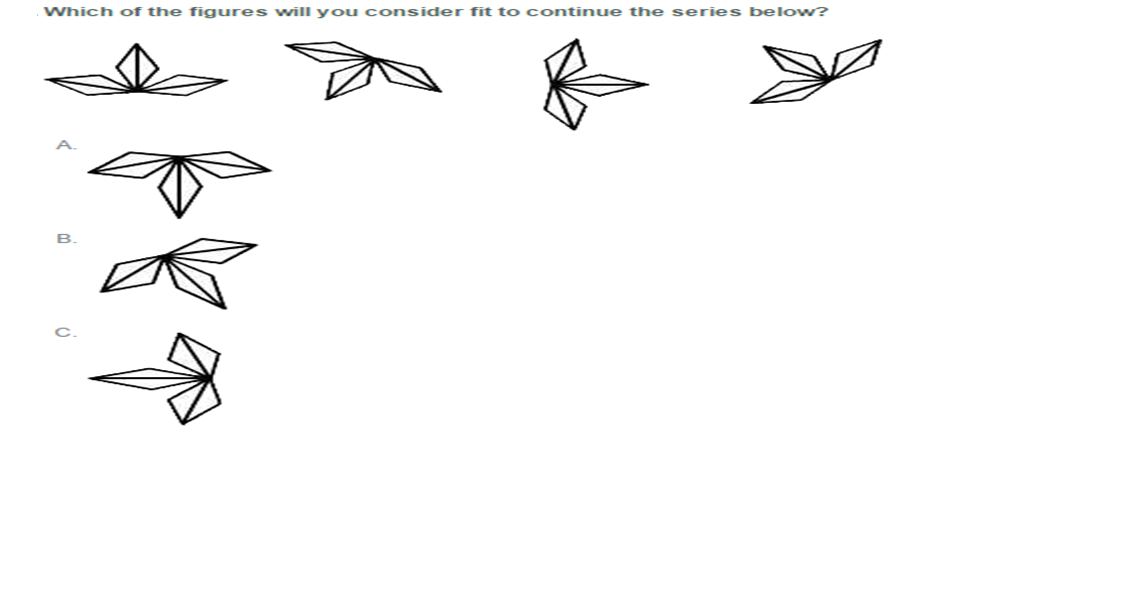 . Which of the figures will you consider fit to continue the series below?
A.
B.
C.